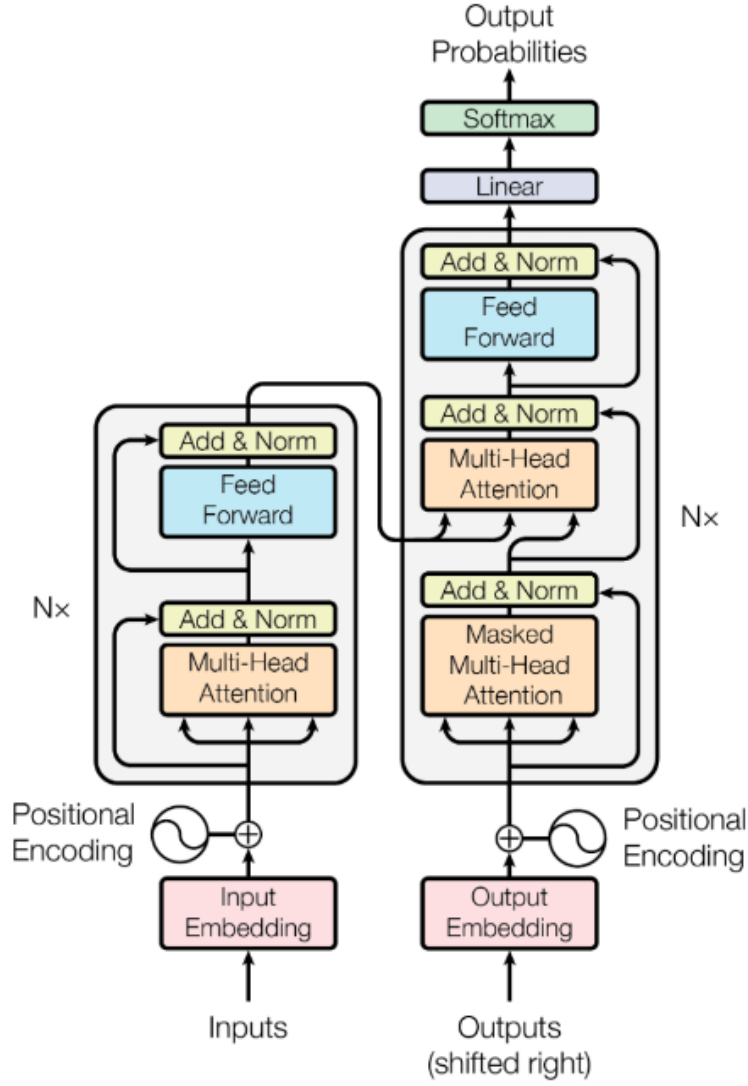 Output
Probabilities
Softmax
Linear
Add & Norm
Feed
Forward
Add & Norm
Multi-Head
Attention
Add & Norm
Masked
Multi-Head
Attention
Nx
Add & Norm
Feed
Forward
Add & Norm
Multi-Head
Attention
Nx
Positional
Encoding
Input
Embedding
Inputs
Positional
Encoding
Output
Embedding
Outputs
(shifted right)